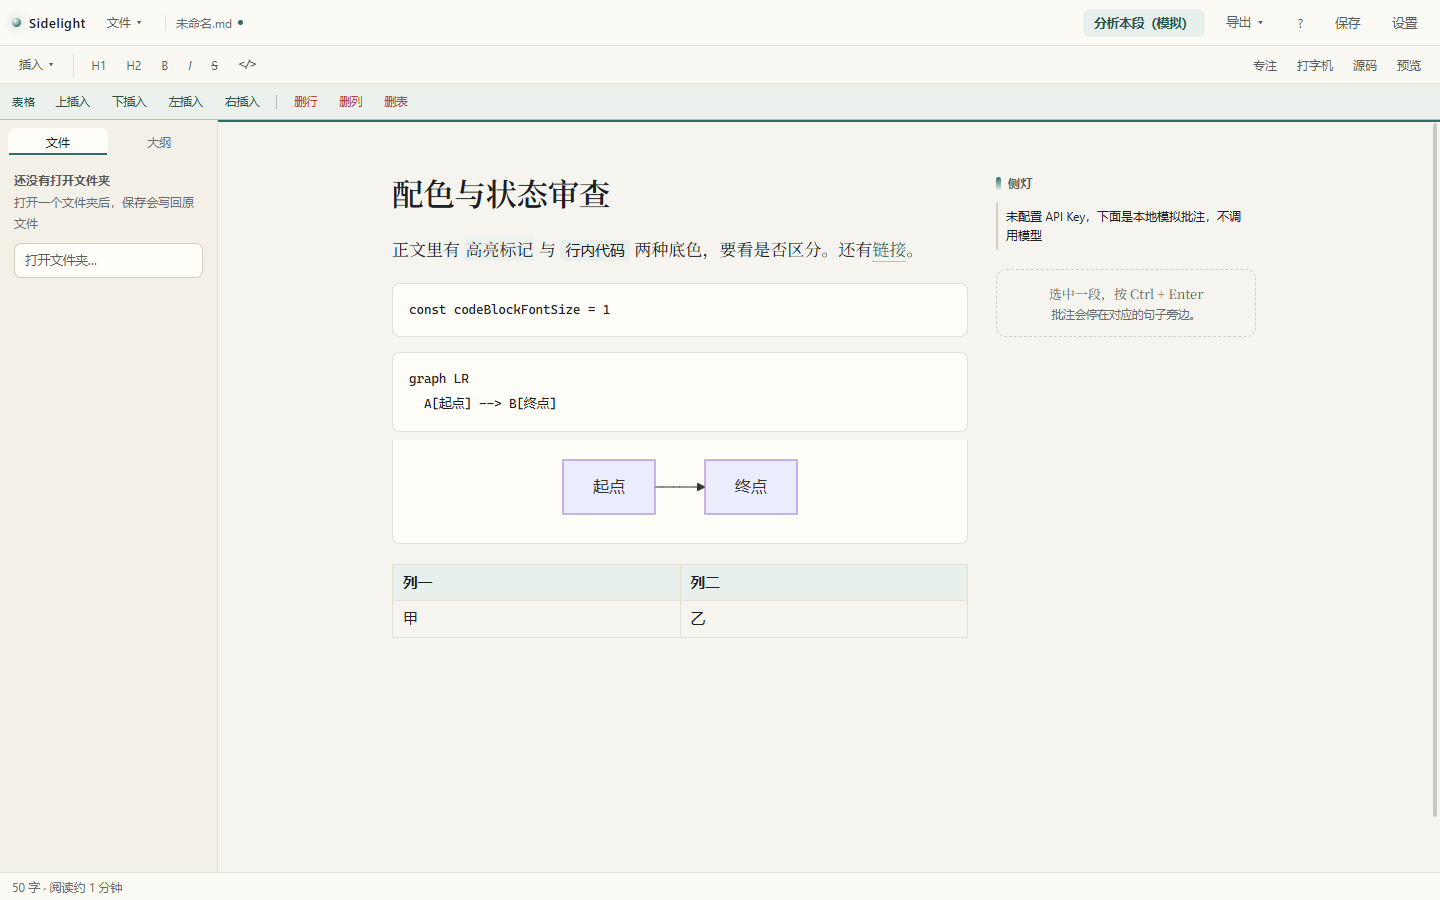 Sidelight 文件 未命名.md 分析本段（模拟） 导出 ? 保存 设置
插入 H1 H2 B I S </> 专注 打字机 源码 预览
表格 上插入 下插入 左插入 右插入 删行 删列 删表
文件 大纲
还没有打开文件夹
打开一个文件夹后，保存会写回原
文件
打开文件夹...
配色与状态审查
正文里有 高亮标记 与 行内代码 两种底色，要看是否区分。还有链接。
const codeBlockFontSize = 1
graph LR
A[起点] --> B[终点]
起点 终点
列一 列二
甲 乙
侧灯
未配置 API Key，下面是本地模拟批注，不调
用模型
选中一段，按 Ctrl + Enter
批注会停在对应的句子旁边。
50 字 · 阅读约 1 分钟